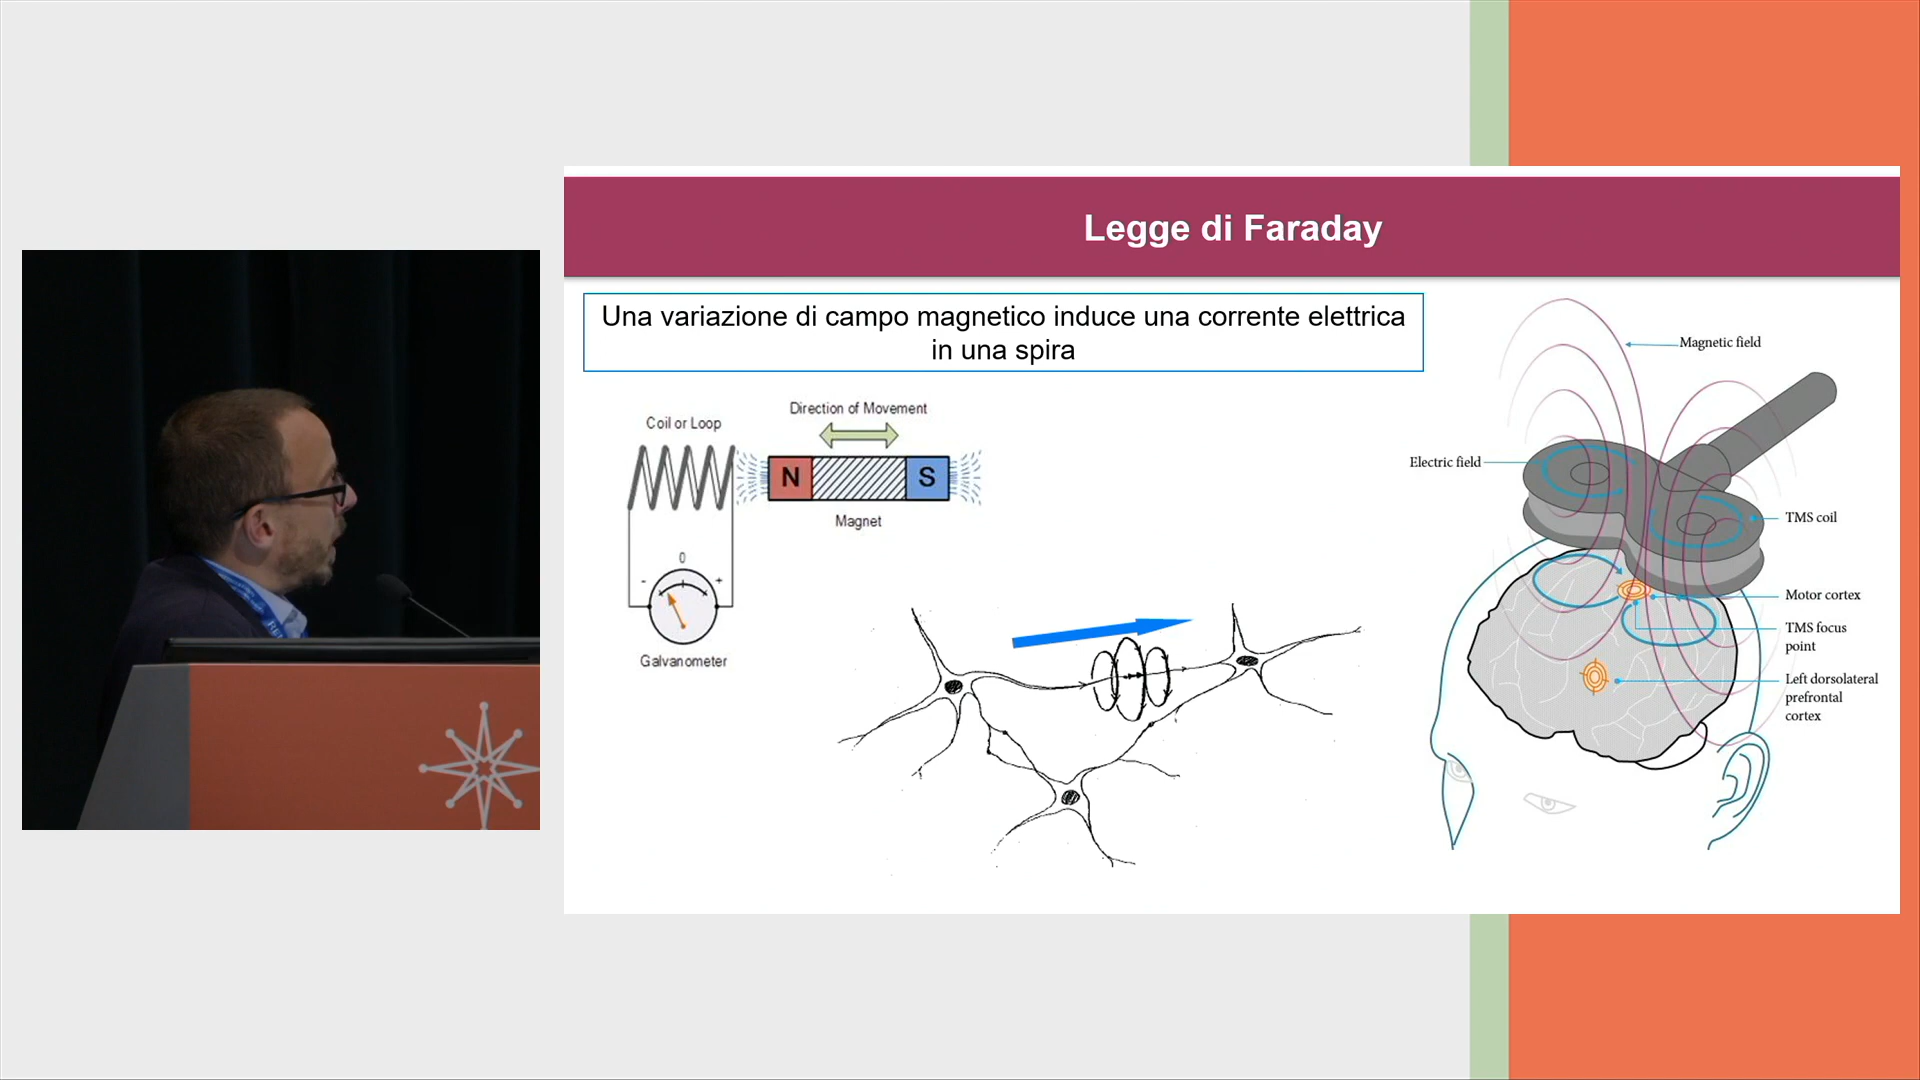 Legge di Faraday
Una variazione di campo magnetico induce una corrente elettrica
in una spira
Coil or Loop
Direction of Movement
N
S
Magnet
0
-
+
Galvanometer
Magnetic field
Electric field
TMS coil
Motor cortex
TMS focus
point
Left dorsolateral
prefrontal
cortex